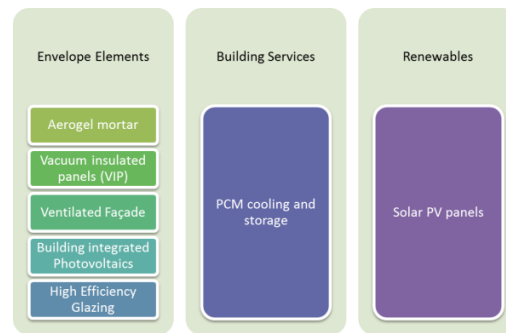 Envelope Elements
Aerogel mortar
Vacuum insulated
panels (VIP)
Ventilated Façade
Building integrated
Photovoltaics
High Efficiency
Glazing
Building Services
PCM cooling and
storage
Renewables
Solar PV panels